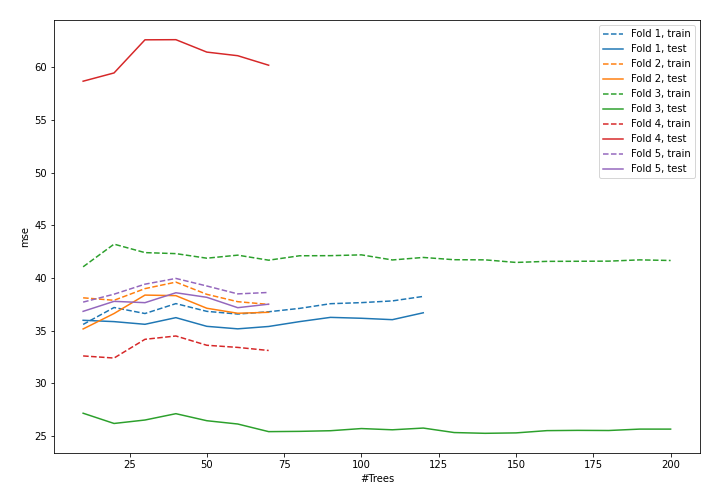 60
55
50
45
40
35
30
25
mse
25
50
75
100
125
150
175
200
#Trees
Fold 1, train
Fold 1, test
Fold 2, train
Fold 2, test
Fold 3, train
Fold 3, test
Fold 4, train
Fold 4, test
Fold 5, train
Fold 5, test